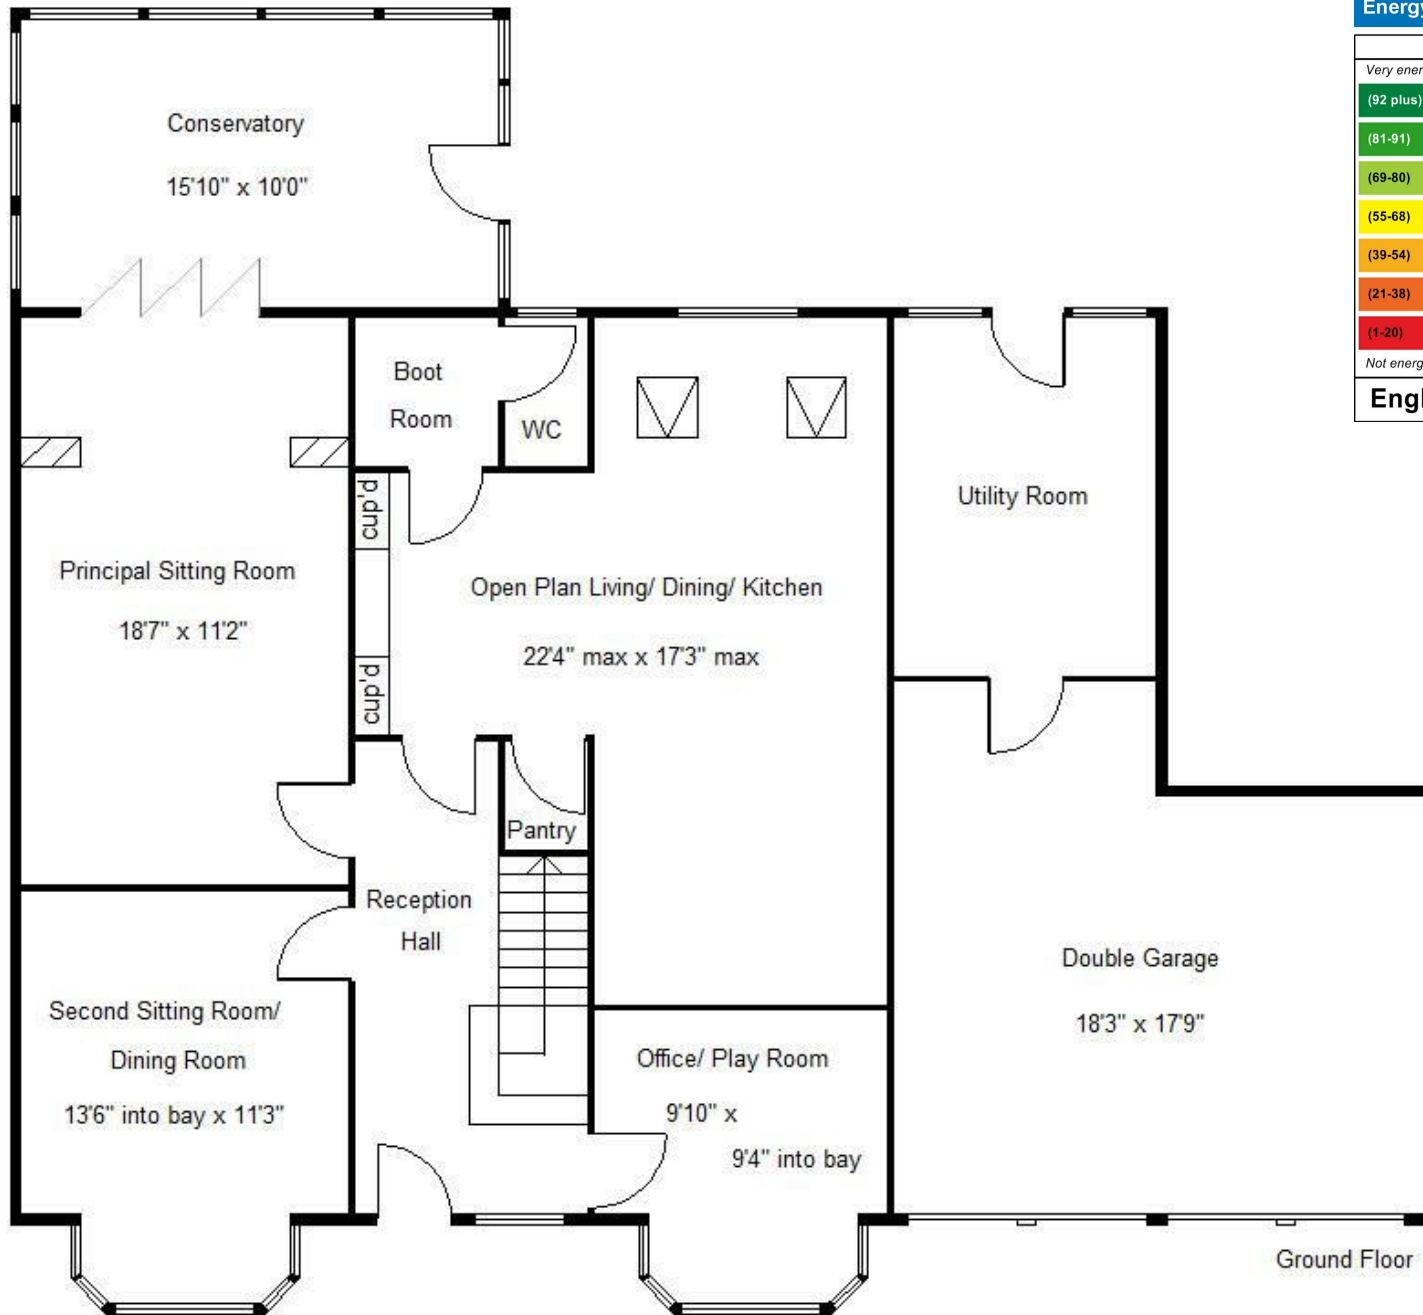 Conservatory
15'10" x 10'0"
Boot
Room
WC
cup'd
Utility Room
Principal Sitting Room
18'7" x 11'2"
Open Plan Living/ Dining/ Kitchen
22'4" max x 17'3" max
cup'd
Pantry
Reception
Hall
Double Garage
18'3" x 17'9"
Second Sitting Room/
Dining Room
13'6" into bay x 11'3"
Office/ Play Room
9'10" x
9'4" into bay
Ground Floor
Energy
Very ener
(92 plus)
(81-91)
(69-80)
(55-68)
(39-54)
(21-38)
(1-20)
Not energ
Engl